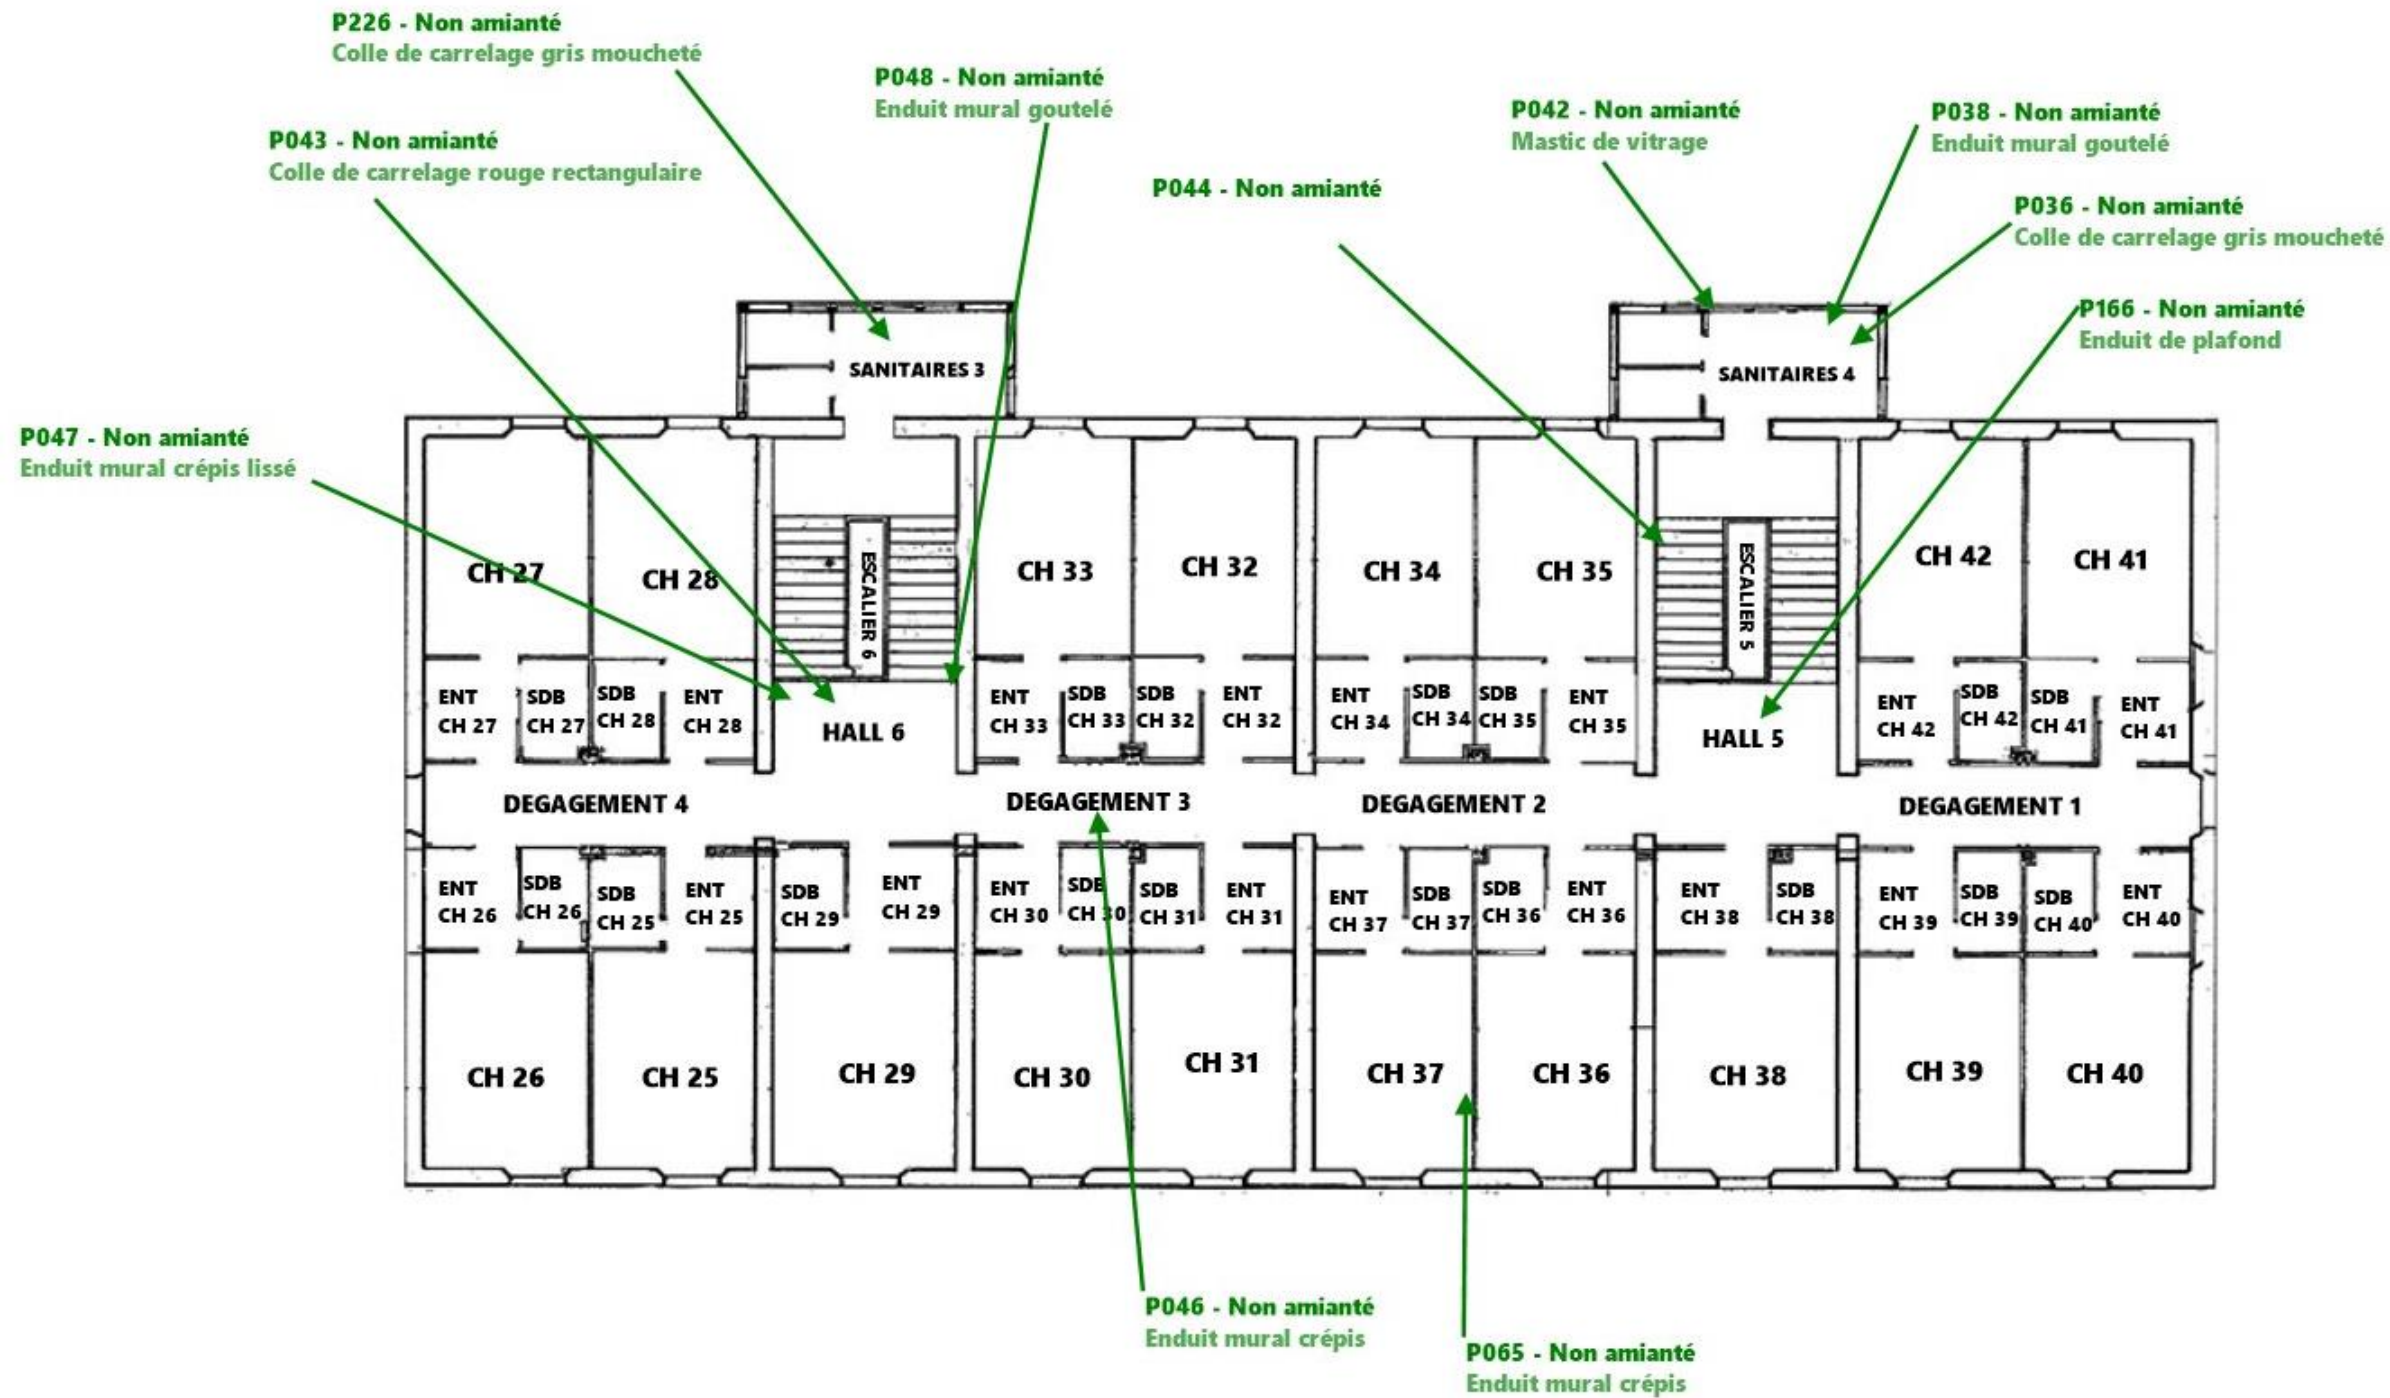 P226 - Non amianté
Colle de carrelage gris moucheté
P048 - Non amianté
Enduit mural goutelé
P042 - Non amianté
Mastic de vitrage
P038 - Non amianté
Enduit mural goutelé
P043 - Non amianté
Colle de carrelage rouge rectangulaire
P044 - Non amianté
P036 - Non amianté
Colle de carrelage gris moucheté
P166 - Non amianté
Enduit de plafond
SANITAIRES 3
SANITAIRES 4
P047 - Non amianté
Enduit mural crépis lissé
CH 27
CH 28
ESCALIER 6
CH 33
CH 32
CH 34
CH 35
ESCALIER 5
CH 42
CH 41
ENT
CH 27
SDB
CH 27
SDB
CH 28
ENT
CH 28
HALL 6
ENT
CH 33
SDB
CH 33
SDB
CH 32
ENT
CH 32
ENT
CH 34
SDB
CH 34
SDB
CH 35
ENT
CH 35
HALL 5
ENT
CH 42
SDB
CH 42
SDB
CH 41
ENT
CH 41
DEGAGEMENT 4
DEGAGEMENT 3
DEGAGEMENT 2
DEGAGEMENT 1
ENT
CH 26
SDB
CH 26
SDB
CH 25
ENT
CH 25
SDB
CH 29
ENT
CH 29
ENT
CH 30
SDB
CH 30
SDB
CH 31
ENT
CH 31
ENT
CH 37
SDB
CH 37
SDB
CH 36
ENT
CH 36
ENT
CH 38
SDB
CH 38
ENT
CH 39
SDB
CH 39
SDB
CH 40
ENT
CH 40
CH 26
CH 25
CH 29
CH 30
CH 31
CH 37
CH 36
CH 38
CH 39
CH 40
P046 - Non amianté
Enduit mural crépis
P065 - Non amianté
Enduit mural crépis